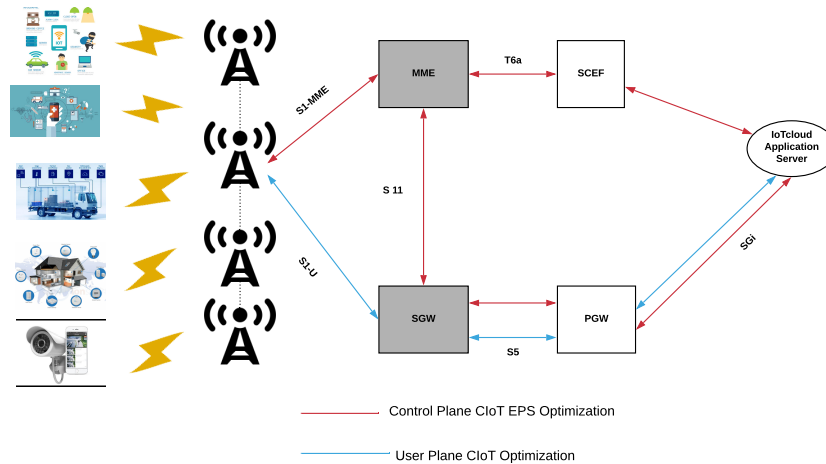 IOT
MME
T6a
SCEF
S1-MME
IoTcloud
Application
Server
S 11
SGi
S1-U
SGW
PGW
S5
Control Plane CIoT EPS Optimization
User Plane CIoT Optimization